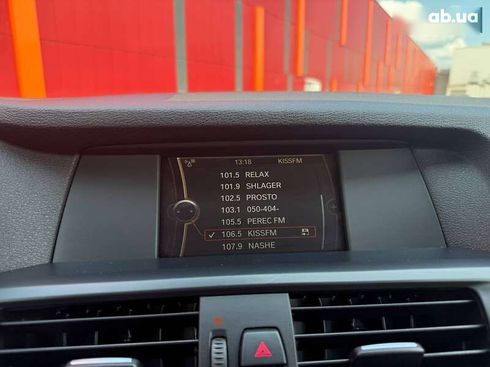 ab.ua
13:18 KISSFM
101.5 RELAX
101.9 SHLAGER
102.5 PROSTO
103.1 050-404-
105.5 PEREC FM
106.5 KISSFM
107.9 NASHE